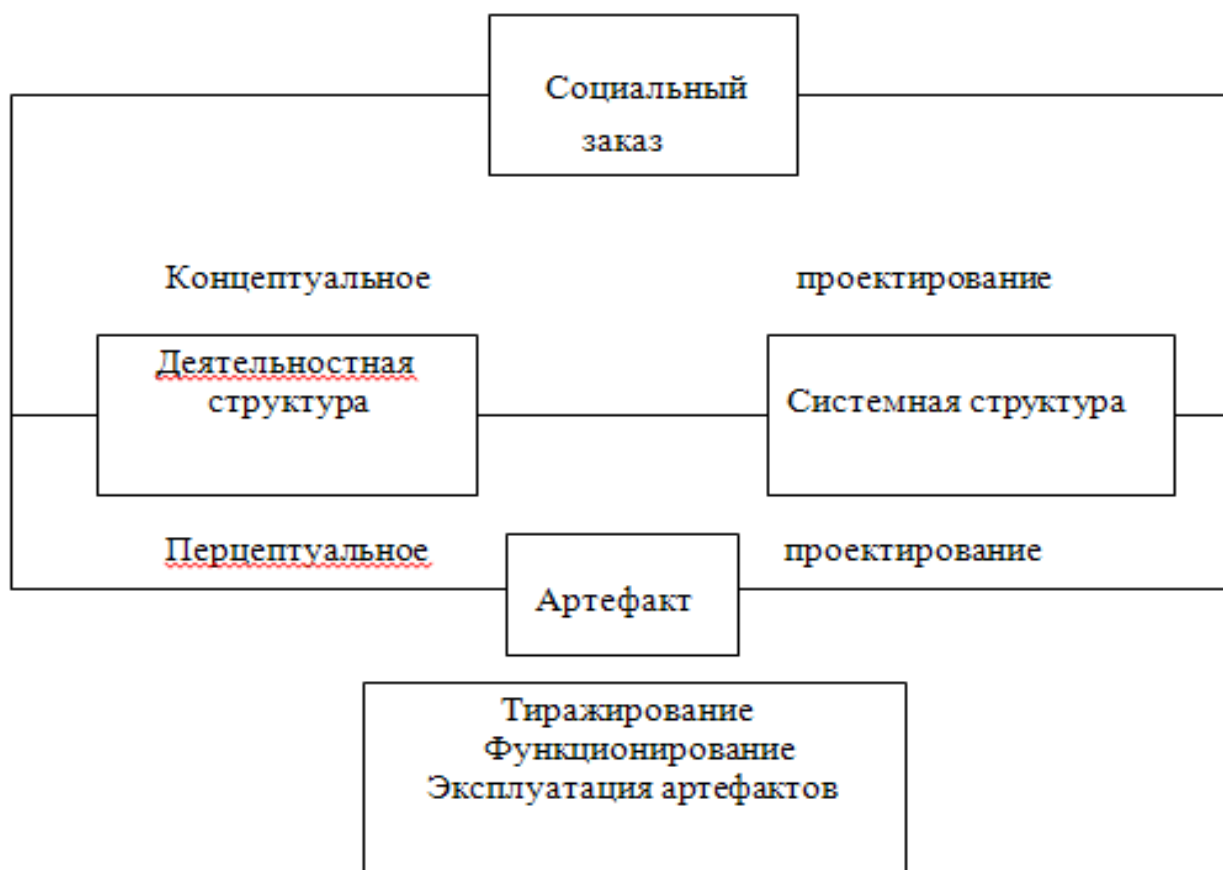 Социальный
заказ
Концептуальное проектирование
Деятельностная
структура
Системная структура
Перцептуальное проектирование
Артефакт
Тиражирование
Функционирование
Эксплуатация артефактов